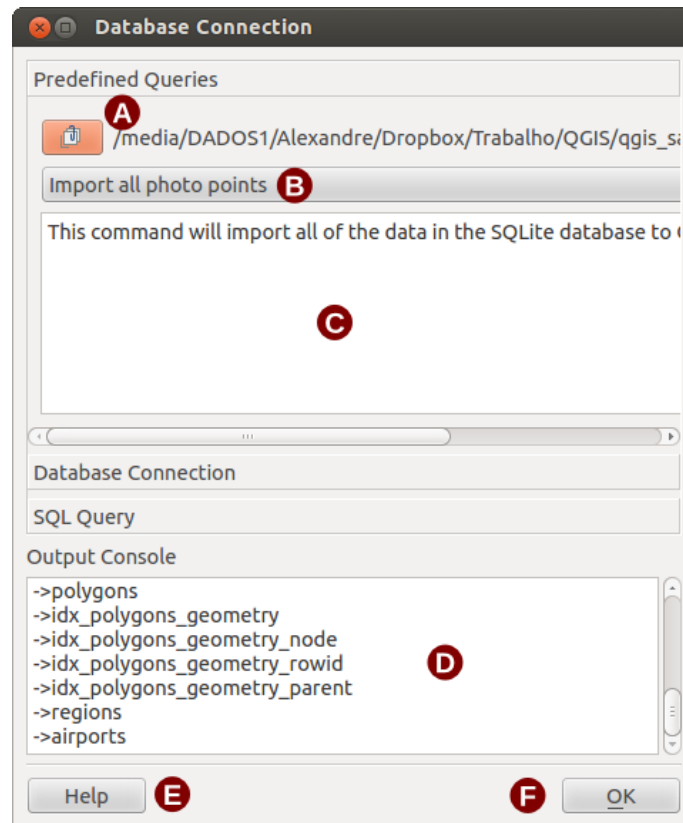 Database Connection
Predefined Queries
A
/media/DADOS1/Alexandre/Dropbox/Trabalho/QGIS/qgis_sa
Import all photo points B
This command will import all of the data in the SQLite database to
C
Database Connection
SQL Query
Output Console
->polygons
->idx_polygons_geometry
->idx_polygons_geometry_node
->idx_polygons_geometry_rowid
D
->idx_polygons_geometry_parent
->regions
->airports
Help E F OK